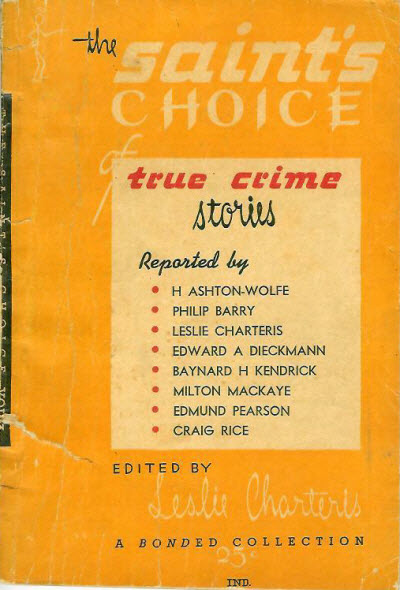 the
saint's
CHOICE
of
true crime
stories
Reported by
• H ASHTON-WOLFE
• PHILIP BARRY
• LESLIE CHARTERIS
• EDWARD A DIECKMANN
• BAYNARD H KENDRICK
• MILTON MACKAYE
• EDMUND PEARSON
• CRAIG RICE
EDITED BY
Leslie Charteris
A BONDED COLLECTION
25¢
IND.